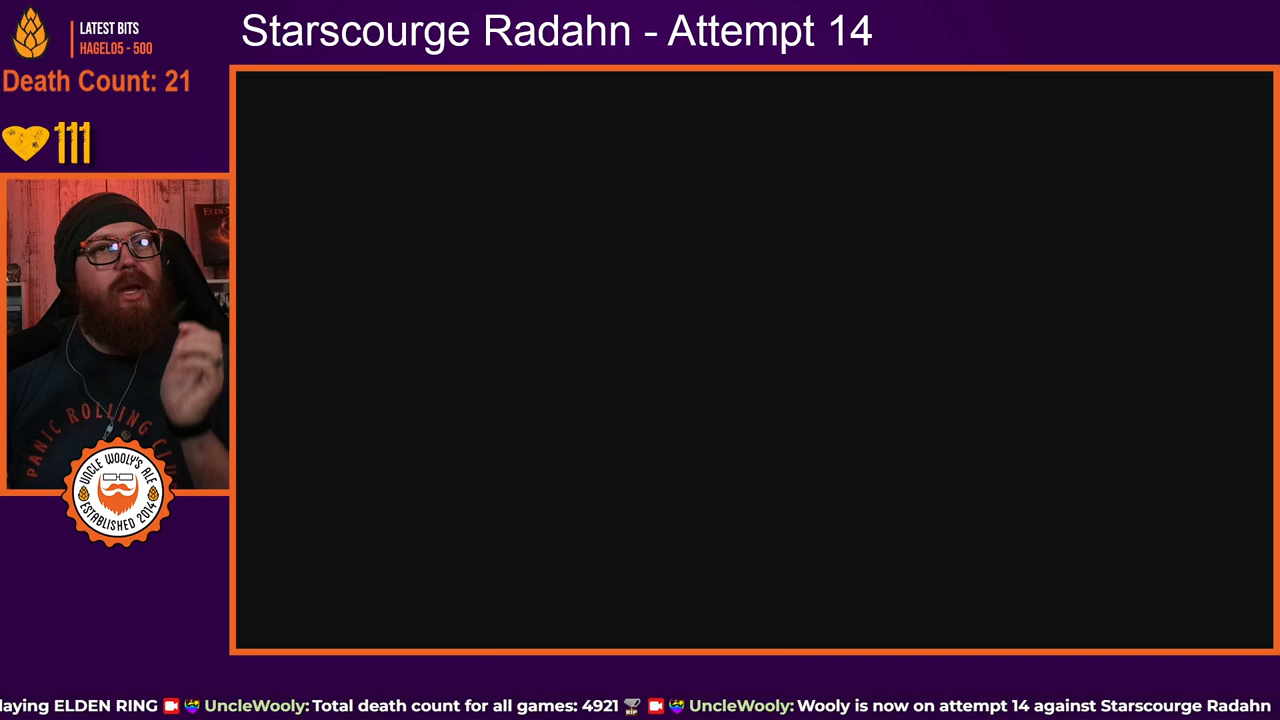 LATEST BITS
HAGEL05 - 500
Starscourge Radahn - Attempt 14
Death Count: 21
111
ELDEN
PANIC ROLLING
UNCLE WOOLY'S ALE
ESTABLISHED 2014
laying ELDEN RING UncleWooly: Total death count for all games: 4921 RIP UncleWooly: Wooly is now on attempt 14 against Starscourge Radahn